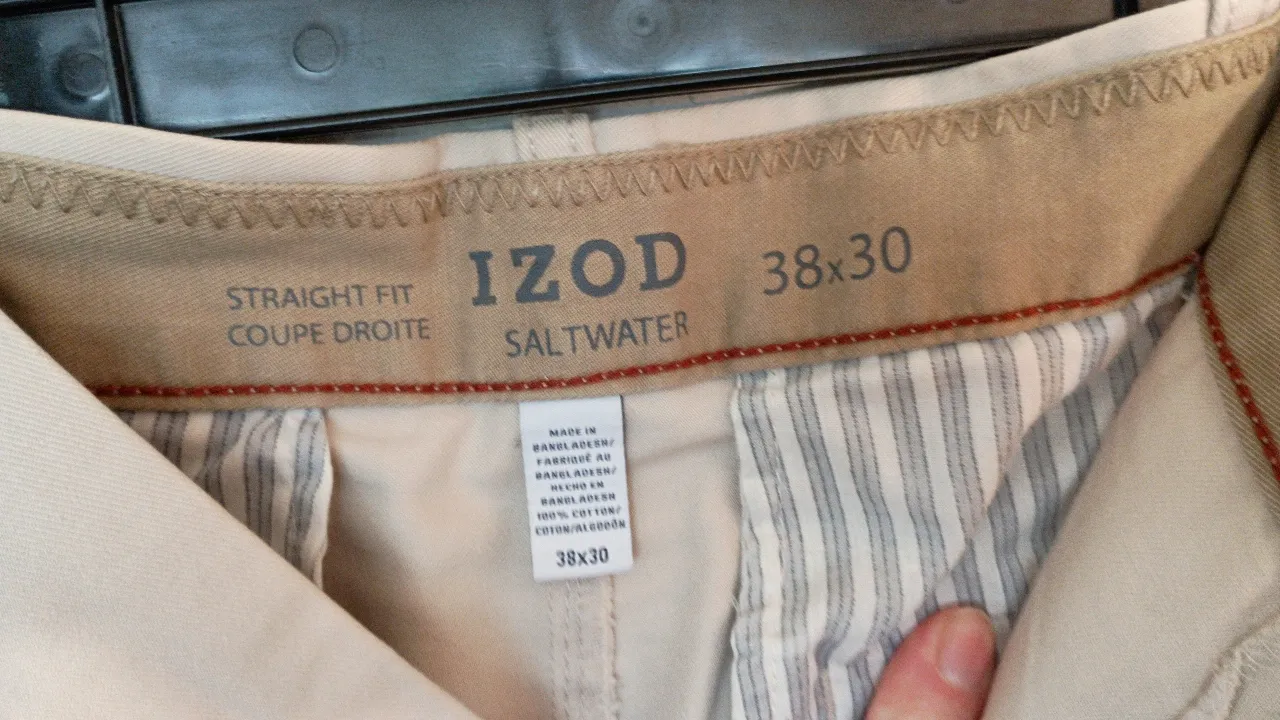 STRAIGHT FIT
COUPE DROITE
IZOD
SALTWATER
38x30
MADE IN
BANGLADESH/
FABRIQUÉ AU
BANGLADESH/
HECHO EN
BANGLADESH
100% COTTON/
COTON/ALGODÓN
38x30